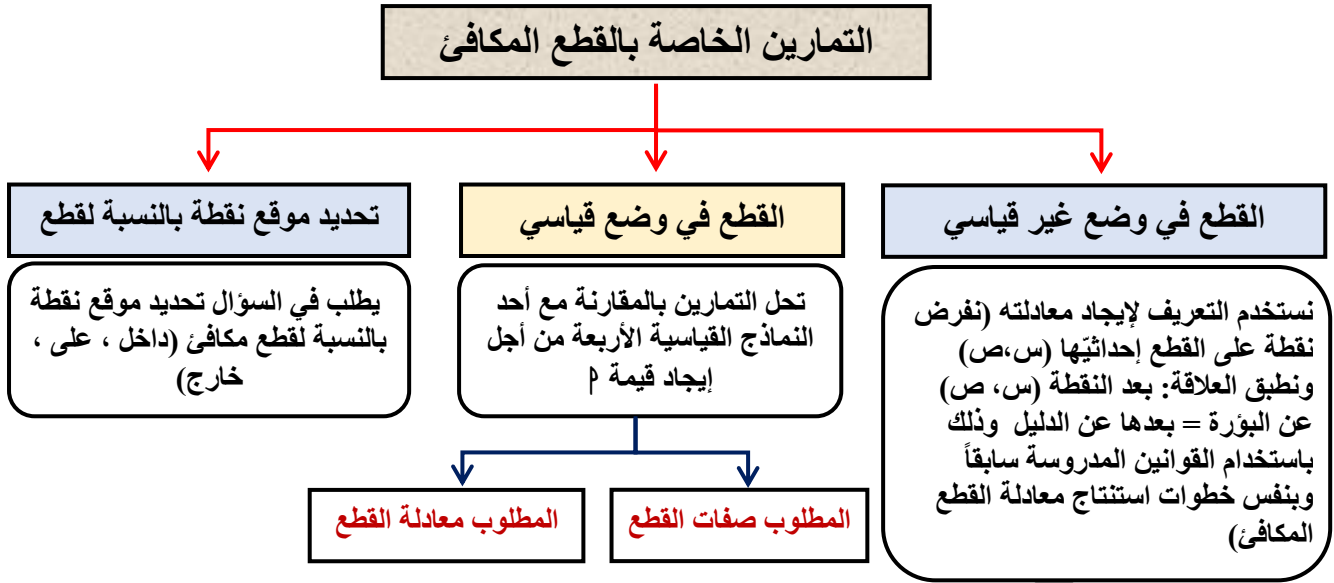 التمارين الخاصة بالقطع المكافئ
القطع في وضع غير قياسي
نستخدم التعريف لإيجاد معادلته (نفرض
نقطة على القطع إحداثيّها (س،ص)
ونطبق العلاقة: بعد النقطة (س، ص)
عن البؤرة = بعدها عن الدليل وذلك
باستخدام القوانين المدروسة سابقاً
وبنفس خطوات استنتاج معادلة القطع
المكافئ)
القطع في وضع قياسي
تحل التمارين بالمقارنة مع أحد
النماذج القياسية الأربعة من أجل
إيجاد قيمة
المطلوب صفات القطع
المطلوب معادلة القطع
تحديد موقع نقطة بالنسبة لقطع
يطلب في السؤال تحديد موقع نقطة
بالنسبة لقطع مكافئ (داخل ، على ،
خارج)